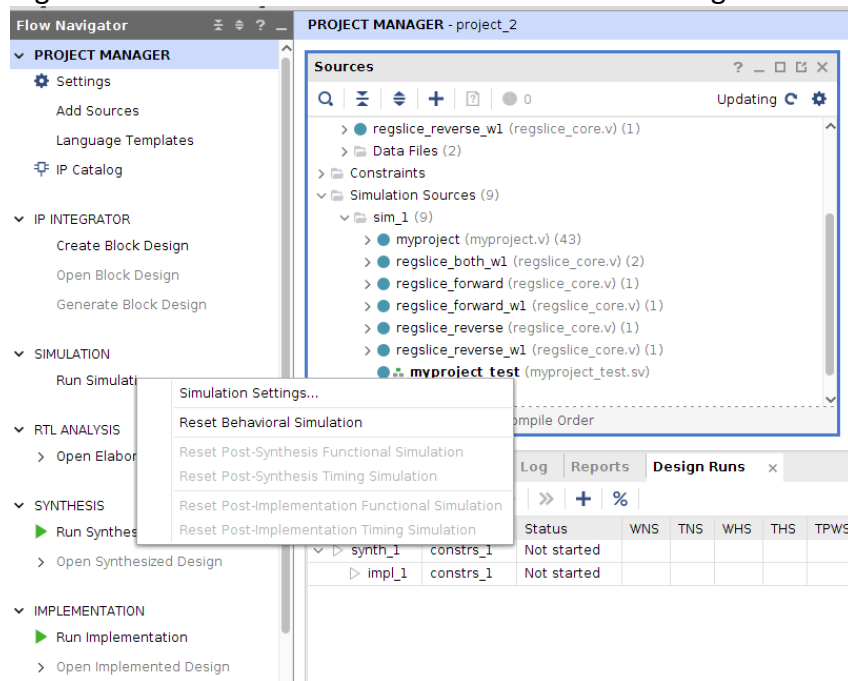 Flow Navigator ? _
PROJECT MANAGER
Settings
Add Sources
Language Templates
IP Catalog
IP INTEGRATOR
Create Block Design
Open Block Design
Generate Block Design
SIMULATION
Run Simulati
RTL ANALYSIS
Open Elabor
SYNTHESIS
Run Synthes
Open Synthesized Design
IMPLEMENTATION
Run Implementation
Open Implemented Design
PROJECT MANAGER - project_2
Sources ? _
0 Updating
regslice_reverse_w1 (regslice_core.v) (1)
Data Files (2)
Constraints
Simulation Sources (9)
sim_1 (9)
myproject (myproject.v) (43)
regslice_both_w1 (regslice_core.v) (2)
regslice_forward (regslice_core.v) (1)
regslice_forward_w1 (regslice_core.v) (1)
regslice_reverse (regslice_core.v) (1)
regslice_reverse_w1 (regslice_core.v) (1)
myproject_test (myproject_test.sv)
mpile Order
Simulation Settings...
Reset Behavioral Simulation
Reset Post-Synthesis Functional Simulation
Reset Post-Synthesis Timing Simulation
Reset Post-Implementation Functional Simulation
Reset Post-Implementation Timing Simulation
Log Reports Design Runs ×
+ %
Status WNS TNS WHS THS TPWS
synth_1 constrs_1 Not started
impl_1 constrs_1 Not started